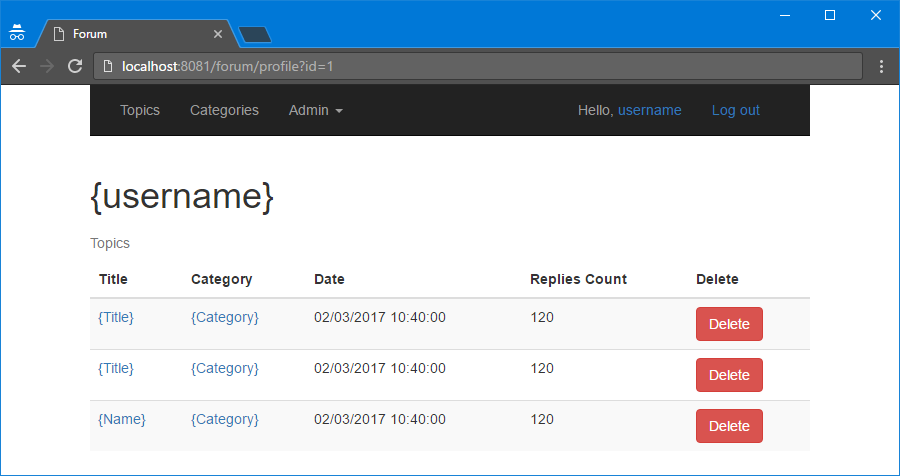 Forum
localhost:8081/forum/profile?id=1
Topics Categories Admin Hello, username Log out
{username}
Topics
Title Category Date Replies Count Delete
{Title} {Category} 02/03/2017 10:40:00 120 Delete
{Title} {Category} 02/03/2017 10:40:00 120 Delete
{Name} {Category} 02/03/2017 10:40:00 120 Delete